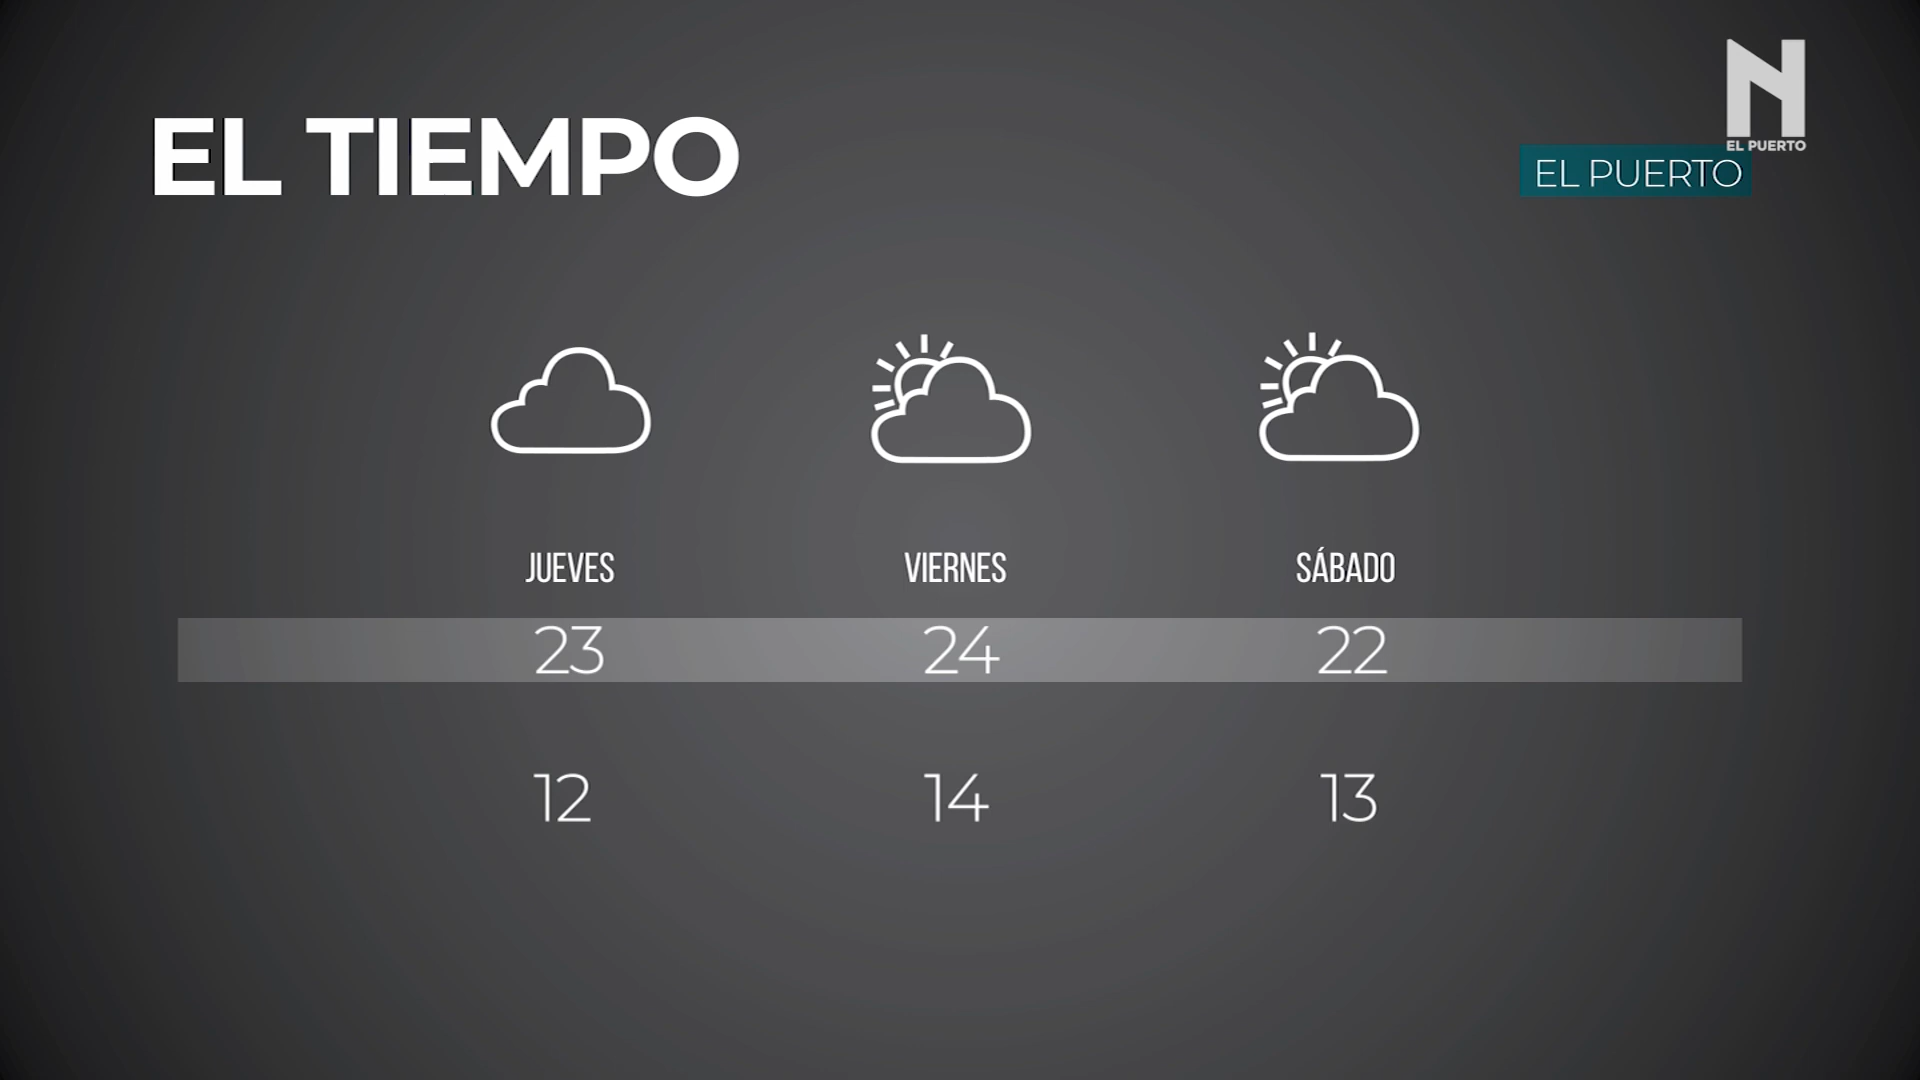 EL TIEMPO
EL PUERTO
EL PUERTO
JUEVES VIERNES SÁBADO
23 24 22
12 14 13